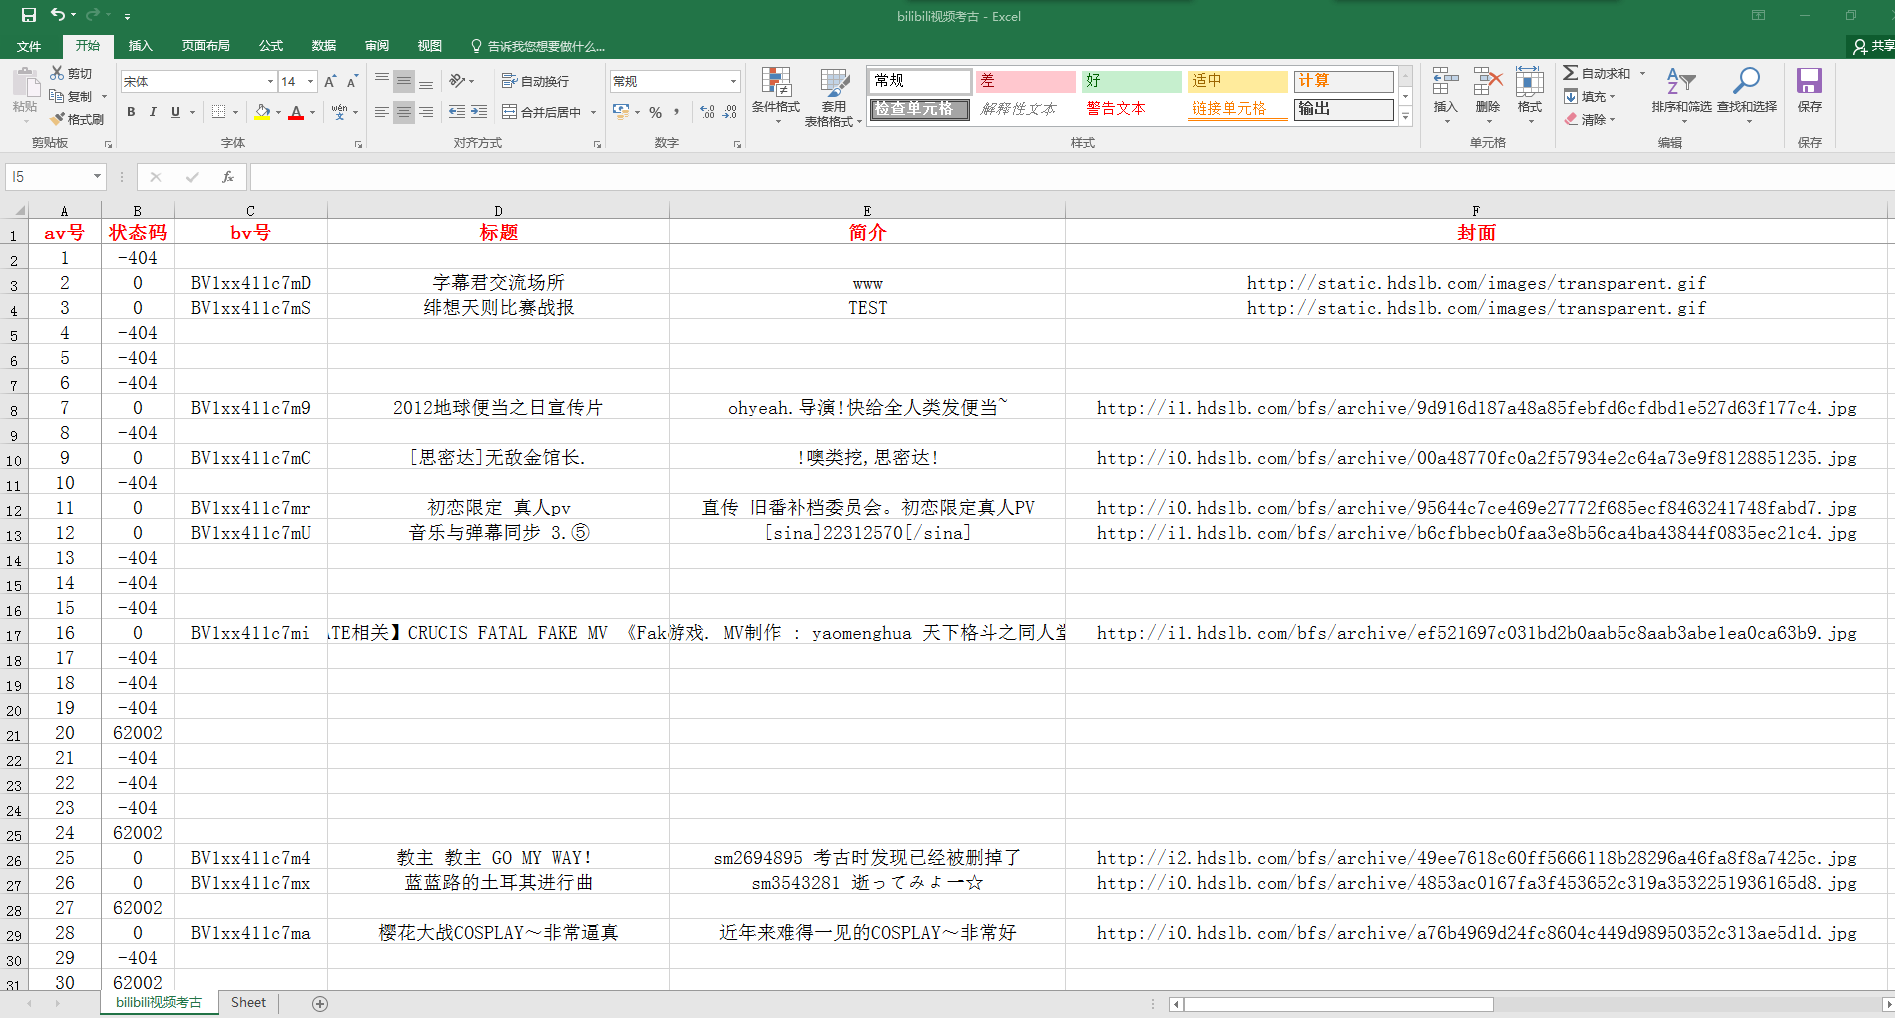 bilibili视频考古 - Excel
文件 开始 插入 页面布局 公式 数据 审阅 视图 告诉我您想要做什么... 共享
粘贴 剪切 复制 格式刷 剪贴板
宋体 14 B I U 字体
自动换行 合并后居中 对齐方式
常规 % 数字
条件格式 套用表格格式
常规 差 好 适中 计算
检查单元格 解释性文本 警告文本 链接单元格 输出
样式
插入 删除 格式 单元格
自动求和 填充 清除 排序和筛选 查找和选择 编辑
保存 保存
I5 fx
A B C D E F
1 av号 状态码 bv号 标题 简介 封面
2 1 -404
3 2 0 BV1xx411c7mD 字幕君交流场所 www http://static.hdslb.com/images/transparent.gif
4 3 0 BV1xx411c7mS 绯想天则比赛战报 TEST http://static.hdslb.com/images/transparent.gif
5 4 -404
6 5 -404
7 6 -404
8 7 0 BV1xx411c7m9 2012地球便当之日宣传片 ohyeah.导演!快给全人类发便当~ http://i1.hdslb.com/bfs/archive/9d916d187a48a85febfd6cfdbd1e527d63f177c4.jpg
9 8 -404
10 9 0 BV1xx411c7mC [思密达]无敌金馆长. !噢类挖,思密达! http://i0.hdslb.com/bfs/archive/00a48770fc0a2f57934e2c64a73e9f8128851235.jpg
11 10 -404
12 11 0 BV1xx411c7mr 初恋限定 真人pv 直传 旧番补档委员会。初恋限定真人PV http://i0.hdslb.com/bfs/archive/95644c7ce469e27772f685ecf8463241748fabd7.jpg
13 12 0 BV1xx411c7mU 音乐与弹幕同步 3.⑤ [sina]22312570[/sina] http://i1.hdslb.com/bfs/archive/b6cfbbecb0faa3e8b56ca4ba43844f0835ec21c4.jpg
14 13 -404
15 14 -404
16 15 -404
17 16 0 BV1xx411c7mi ATE相关】CRUCIS FATAL FAKE MV 《Fak 游戏. MV制作 : yaomenghua 天下格斗之同人堂 http://i1.hdslb.com/bfs/archive/ef521697c031bd2b0aab5c8aab3abe1ea0ca63b9.jpg
18 17 -404
19 18 -404
20 19 -404
21 20 62002
22 21 -404
23 22 -404
24 23 -404
25 24 62002
26 25 0 BV1xx411c7m4 教主 教主 GO MY WAY! sm2694895 考古时发现已经被删掉了 http://i2.hdslb.com/bfs/archive/49ee7618c60ff5666118b28296a46fa8f8a7425c.jpg
27 26 0 BV1xx411c7mx 蓝蓝路的土耳其进行曲 sm3543281 逝ってみょー☆ http://i0.hdslb.com/bfs/archive/4853ac0167fa3f453652c319a3532251936165d8.jpg
28 27 62002
29 28 0 BV1xx411c7ma 樱花大战COSPLAY～非常逼真 近年来难得一见的COSPLAY～非常好 http://i0.hdslb.com/bfs/archive/a76b4969d24fc8604c449d98950352c313ae5d1d.jpg
30 29 -404
31 30 62002
bilibili视频考古 Sheet